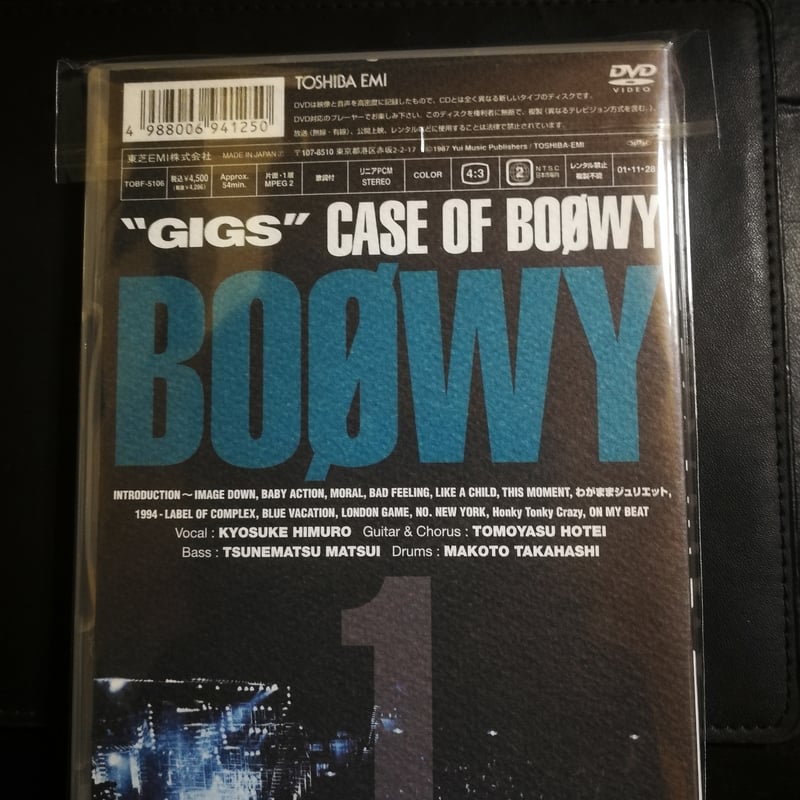 TOSHIBA EMI
DVD VIDEO
DVDは映像と音声を高密度に記録したもので、CDとは全く異なる新しいタイプのディスクです。
DVD対応のプレーヤーでお楽しみ下さい。このディスクを権利者に無断で、複製(異なるテレビジョン方式を含む。)、
放送(無線・有線)、公開上映、レンタルなどに使用することは法律で禁止されています。
4 988006 941250
東芝EMI株式会社 MADE IN JAPAN 〒107-8510 東京都港区赤坂2-2-17 ©1987 Yui Music Publishers / TOSHIBA-EMI
TOBF-5106 税込¥4,500 (税抜¥4,286) Approx. 54min. 片面・1層 MPEG 2 歌詞付 リニアPCM STEREO COLOR 4:3 2 NTSC 日本市場向 レンタル禁止 複製不能 01・11・28
"GIGS" CASE OF BOØWY
BOØWY
INTRODUCTION～IMAGE DOWN, BABY ACTION, MORAL, BAD FEELING, LIKE A CHILD, THIS MOMENT, わがままジュリエット,
1994 - LABEL OF COMPLEX, BLUE VACATION, LONDON GAME, NO. NEW YORK, Honky Tonky Crazy, ON MY BEAT
Vocal : KYOSUKE HIMURO Guitar & Chorus : TOMOYASU HOTEI
Bass : TSUNEMATSU MATSUI Drums : MAKOTO TAKAHASHI
1